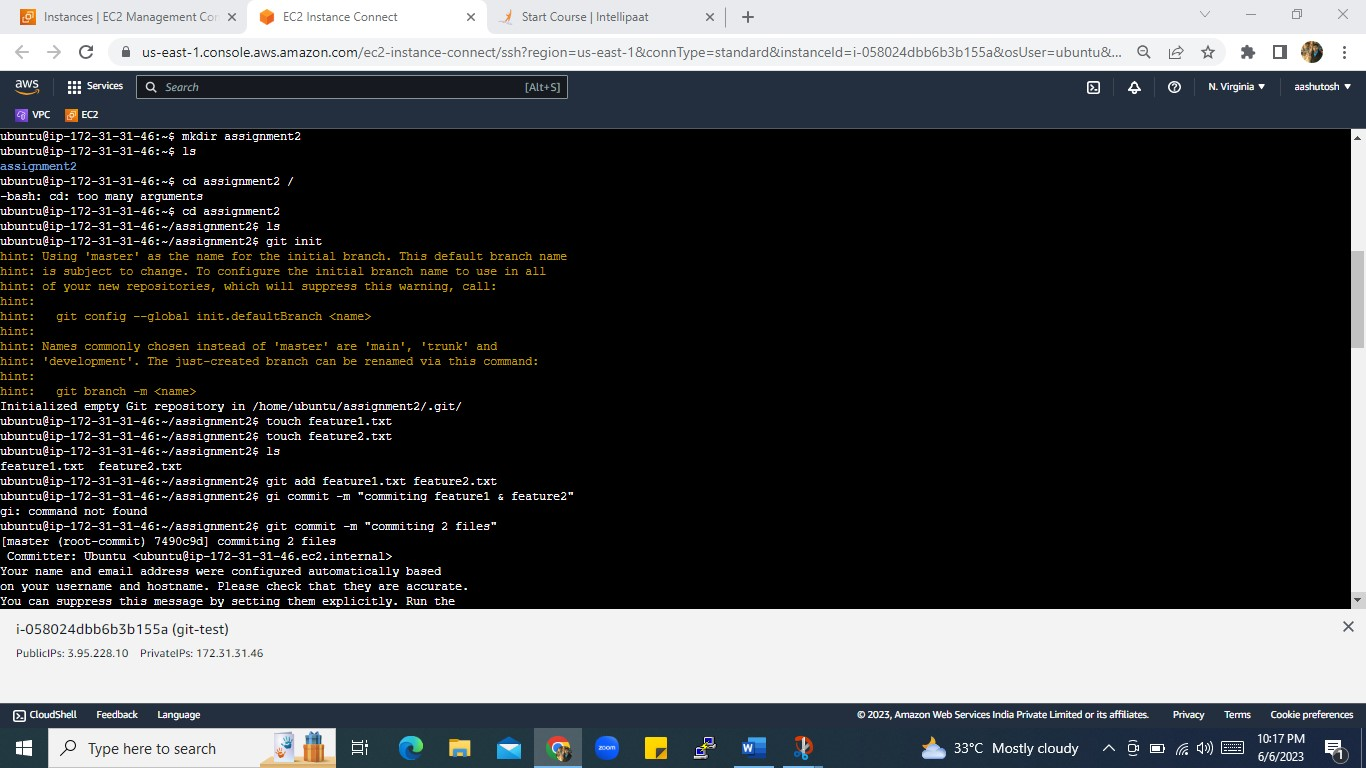 Instances | EC2 Management Con
EC2 Instance Connect
Start Course | Intellipaat
us-east-1.console.aws.amazon.com/ec2-instance-connect/ssh?region=us-east-1&connType=standard&instanceId=i-058024dbb6b3b155a&osUser=ubuntu&...
aws
Services
Search
[Alt+S]
N. Virginia
aashutosh
VPC
EC2
ubuntu@ip-172-31-31-46:~$ mkdir assignment2
ubuntu@ip-172-31-31-46:~$ ls
assignment2
ubuntu@ip-172-31-31-46:~$ cd assignment2 /
-bash: cd: too many arguments
ubuntu@ip-172-31-31-46:~$ cd assignment2
ubuntu@ip-172-31-31-46:~/assignment2$ ls
ubuntu@ip-172-31-31-46:~/assignment2$ git init
hint: Using 'master' as the name for the initial branch. This default branch name
hint: is subject to change. To configure the initial branch name to use in all
hint: of your new repositories, which will suppress this warning, call:
hint:
hint:   git config --global init.defaultBranch <name>
hint:
hint: Names commonly chosen instead of 'master' are 'main', 'trunk' and
hint: 'development'. The just-created branch can be renamed via this command:
hint:
hint:   git branch -m <name>
Initialized empty Git repository in /home/ubuntu/assignment2/.git/
ubuntu@ip-172-31-31-46:~/assignment2$ touch feature1.txt
ubuntu@ip-172-31-31-46:~/assignment2$ touch feature2.txt
ubuntu@ip-172-31-31-46:~/assignment2$ ls
feature1.txt  feature2.txt
ubuntu@ip-172-31-31-46:~/assignment2$ git add feature1.txt feature2.txt
ubuntu@ip-172-31-31-46:~/assignment2$ gi commit -m "commiting feature1 & feature2"
gi: command not found
ubuntu@ip-172-31-31-46:~/assignment2$ git commit -m "commiting 2 files"
[master (root-commit) 7490c9d] commiting 2 files
 Committer: Ubuntu <ubuntu@ip-172-31-31-46.ec2.internal>
Your name and email address were configured automatically based
on your username and hostname. Please check that they are accurate.
You can suppress this message by setting them explicitly. Run the
i-058024dbb6b3b155a (git-test)
PublicIPs: 3.95.228.10 PrivateIPs: 172.31.31.46
CloudShell
Feedback
Language
© 2023, Amazon Web Services India Private Limited or its affiliates.
Privacy
Terms
Cookie preferences
Type here to search
zoom
33°C Mostly cloudy
10:17 PM
6/6/2023
1